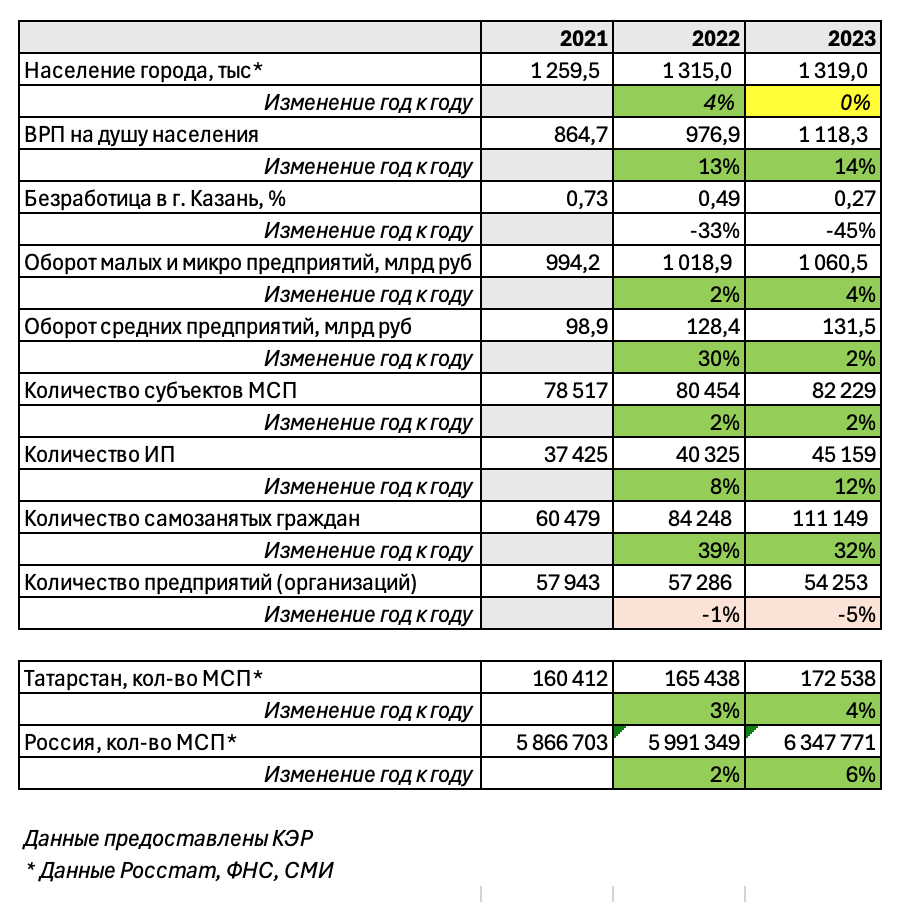 2021 2022 2023
Население города, тыс* 1 259,5 1 315,0 1 319,0
Изменение год к году 4% 0%
ВРП на душу населения 864,7 976,9 1 118,3
Изменение год к году 13% 14%
Безработица в г. Казань, % 0,73 0,49 0,27
Изменение год к году -33% -45%
Оборот малых и микро предприятий, млрд руб 994,2 1 018,9 1 060,5
Изменение год к году 2% 4%
Оборот средних предприятий, млрд руб 98,9 128,4 131,5
Изменение год к году 30% 2%
Количество субъектов МСП 78 517 80 454 82 229
Изменение год к году 2% 2%
Количество ИП 37 425 40 325 45 159
Изменение год к году 8% 12%
Количество самозанятых граждан 60 479 84 248 111 149
Изменение год к году 39% 32%
Количество предприятий (организаций) 57 943 57 286 54 253
Изменение год к году -1% -5%
Татарстан, кол-во МСП* 160 412 165 438 172 538
Изменение год к году 3% 4%
Россия, кол-во МСП* 5 866 703 5 991 349 6 347 771
Изменение год к году 2% 6%
Данные предоставлены КЭР
* Данные Росстат, ФНС, СМИ